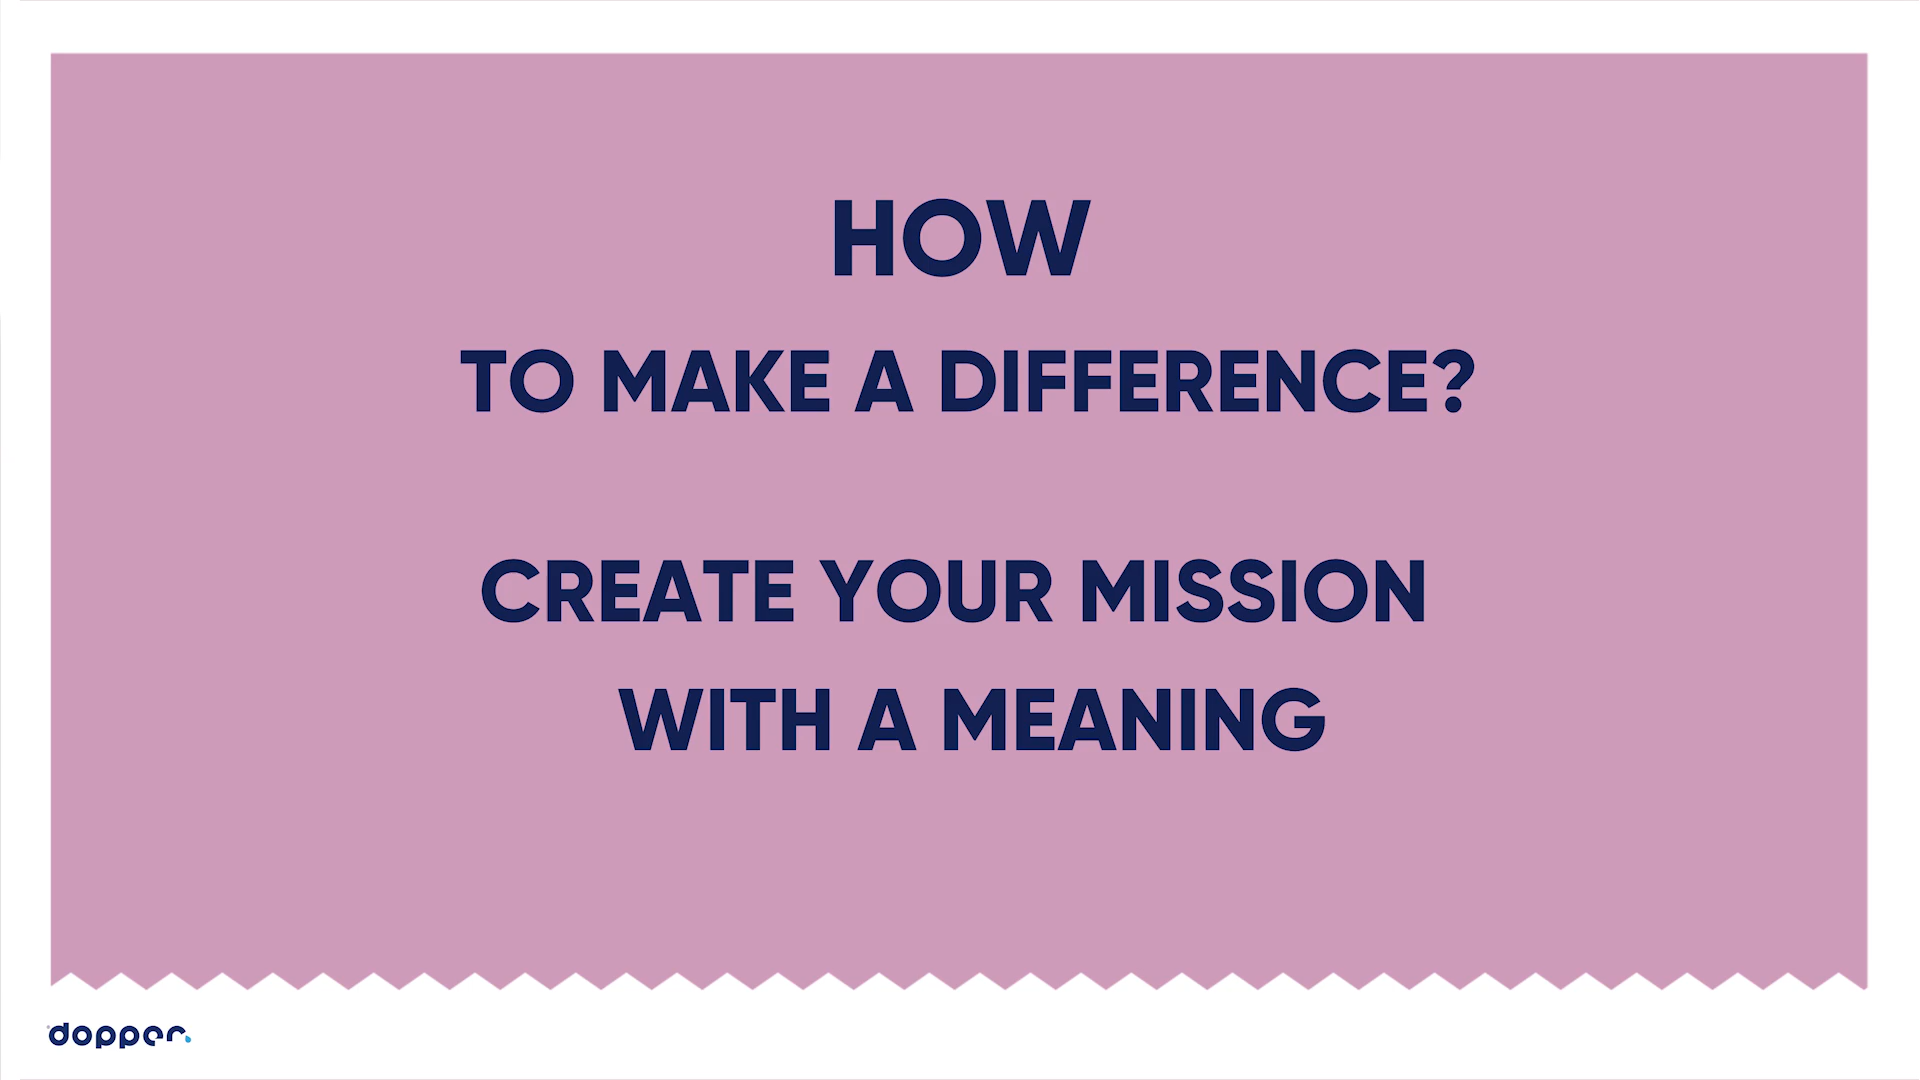 HOW
TO MAKE A DIFFERENCE?
CREATE YOUR MISSION
WITH A MEANING
dopper